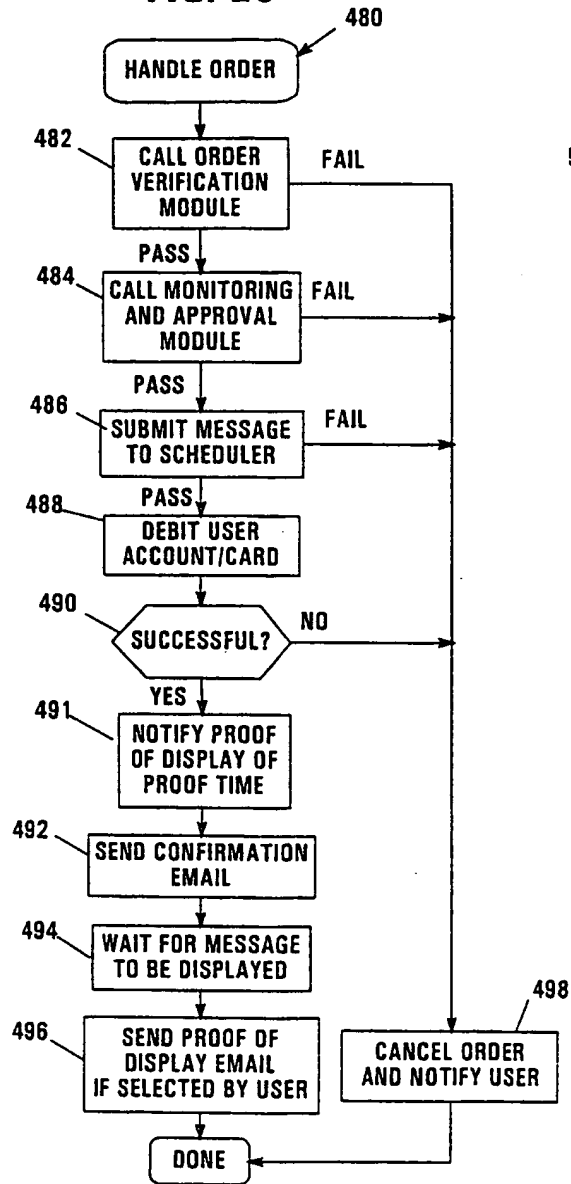 480
HANDLE ORDER
482
CALL ORDER
VERIFICATION
MODULE
FAIL
PASS
484
CALL MONITORING
AND APPROVAL
MODULE
FAIL
PASS
486
SUBMIT MESSAGE
TO SCHEDULER
FAIL
PASS
488
DEBIT USER
ACCOUNT/CARD
490
SUCCESSFUL?
NO
YES
491
NOTIFY PROOF
OF DISPLAY OF
PROOF TIME
492
SEND CONFIRMATION
EMAIL
494
WAIT FOR MESSAGE
TO BE DISPLAYED
496
SEND PROOF OF
DISPLAY EMAIL
IF SELECTED BY USER
498
CANCEL ORDER
AND NOTIFY USER
DONE